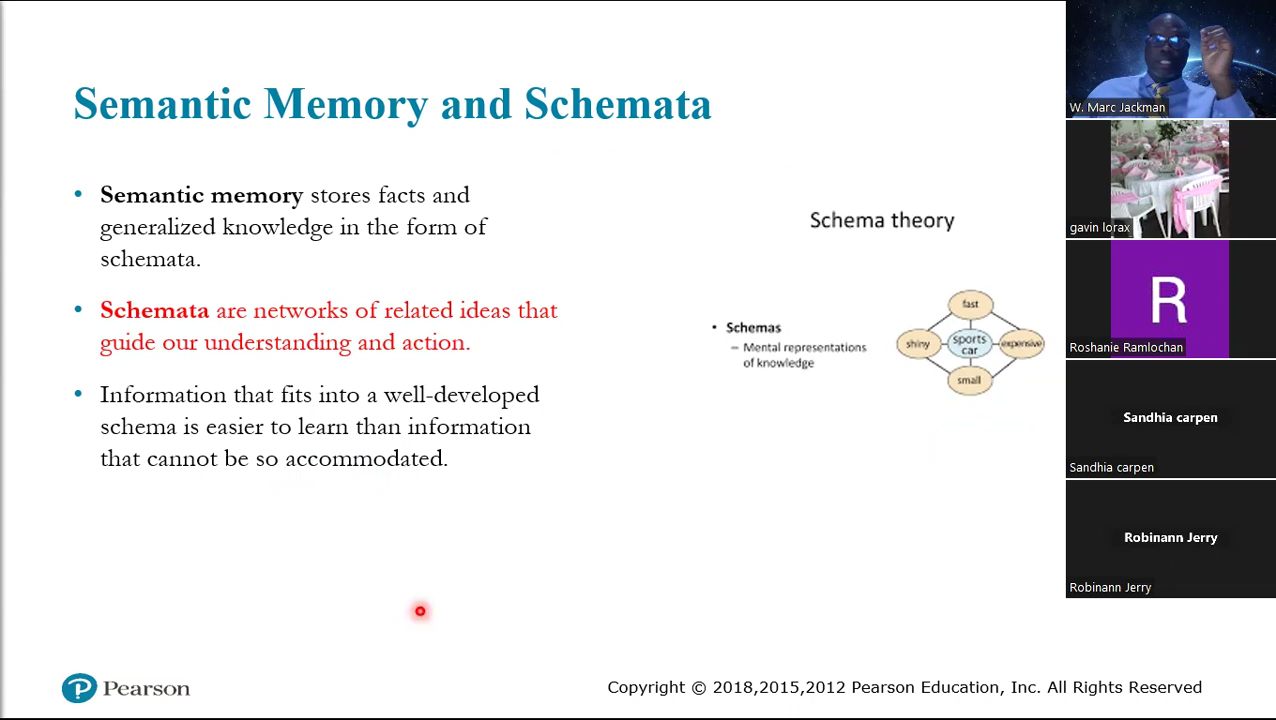 Semantic Memory and Schemata
• Semantic memory stores facts and
generalized knowledge in the form of
schemata.
• Schemata are networks of related ideas that
guide our understanding and action.
• Information that fits into a well-developed
schema is easier to learn than information
that cannot be so accommodated.
Schema theory
• Schemas
– Mental representations
of knowledge
fast
shiny
sports
car
expensive
small
Pearson
Copyright © 2018,2015,2012 Pearson Education, Inc. All Rights Reserved
W. Marc Jackman
gavin lorax
R
Roshanie Ramlochan
Sandhia carpen
Sandhia carpen
Robinann Jerry
Robinann Jerry